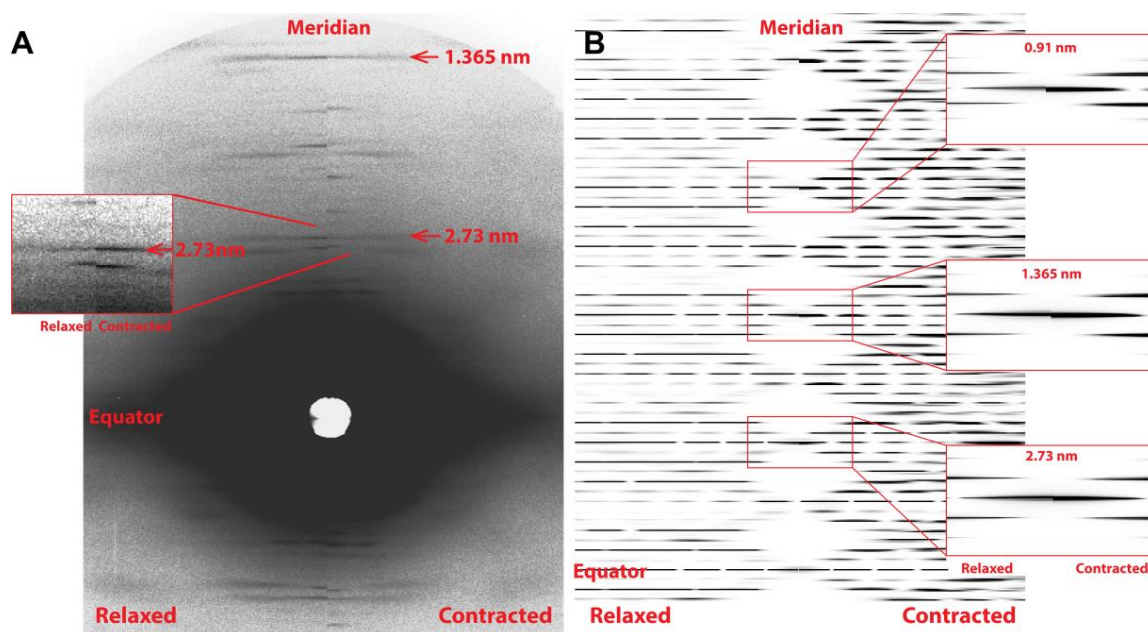 A
Meridian
1.365 nm
2.73nm
2.73 nm
Relaxed Contracted
Equator
Relaxed
Contracted
B
Meridian
0.91 nm
1.365 nm
2.73 nm
Relaxed
Contracted
Equator
Relaxed
Contracted